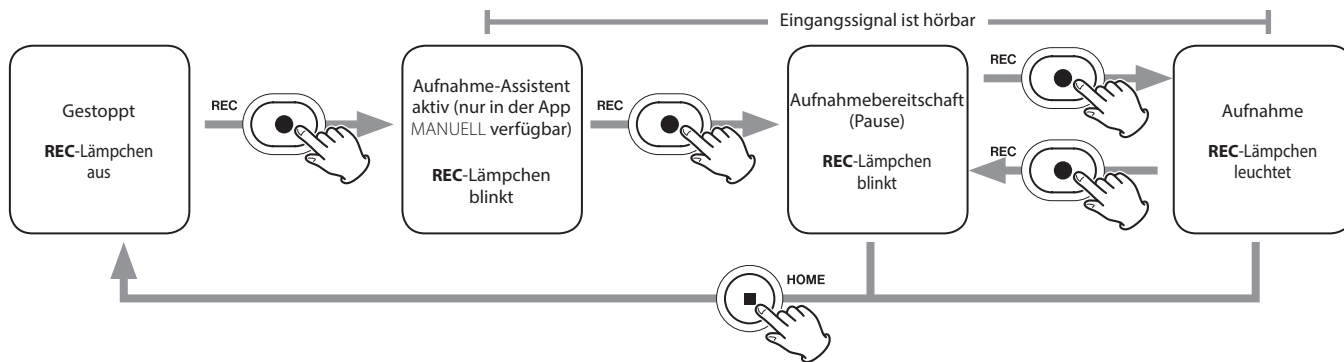 Eingangssignal ist hörbar
Gestoppt
REC-Lämpchen
aus
REC
Aufnahme-Assistent
aktiv (nur in der App
MANUELL verfügbar)
REC-Lämpchen
blinkt
REC
Aufnahmebereitschaft
(Pause)
REC-Lämpchen
blinkt
REC
REC
Aufnahme
REC-Lämpchen
leuchtet
HOME